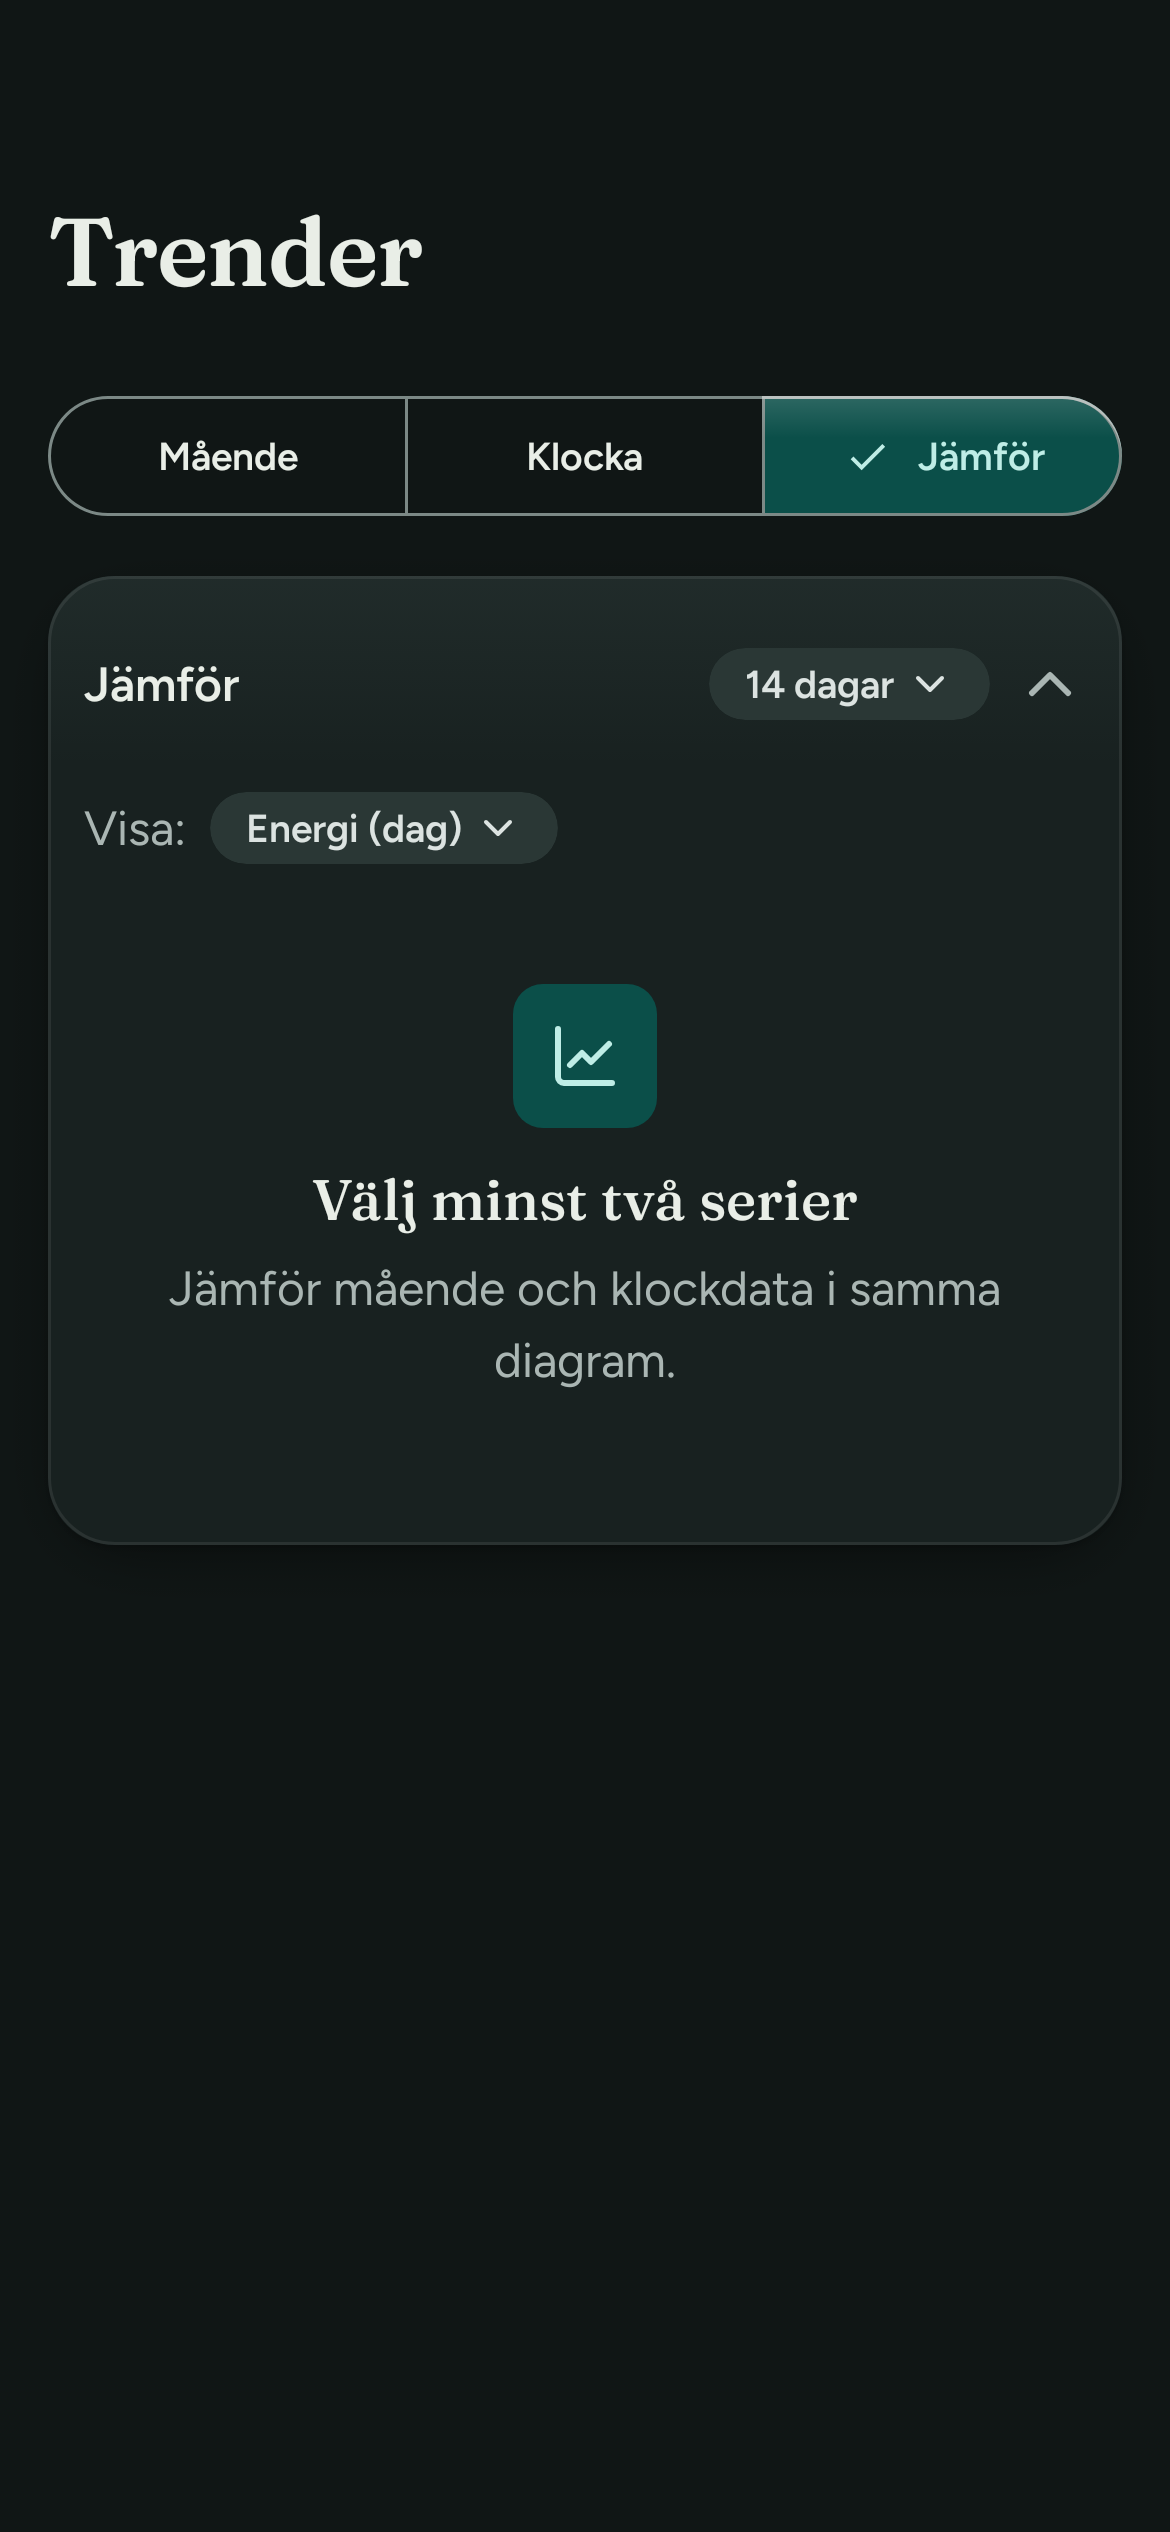 Trender
Mående
Klocka
Jämför
Jämför
14 dagar
Visa:
Energi (dag)
Välj minst två serier
Jämför mående och klockdata i samma
diagram.